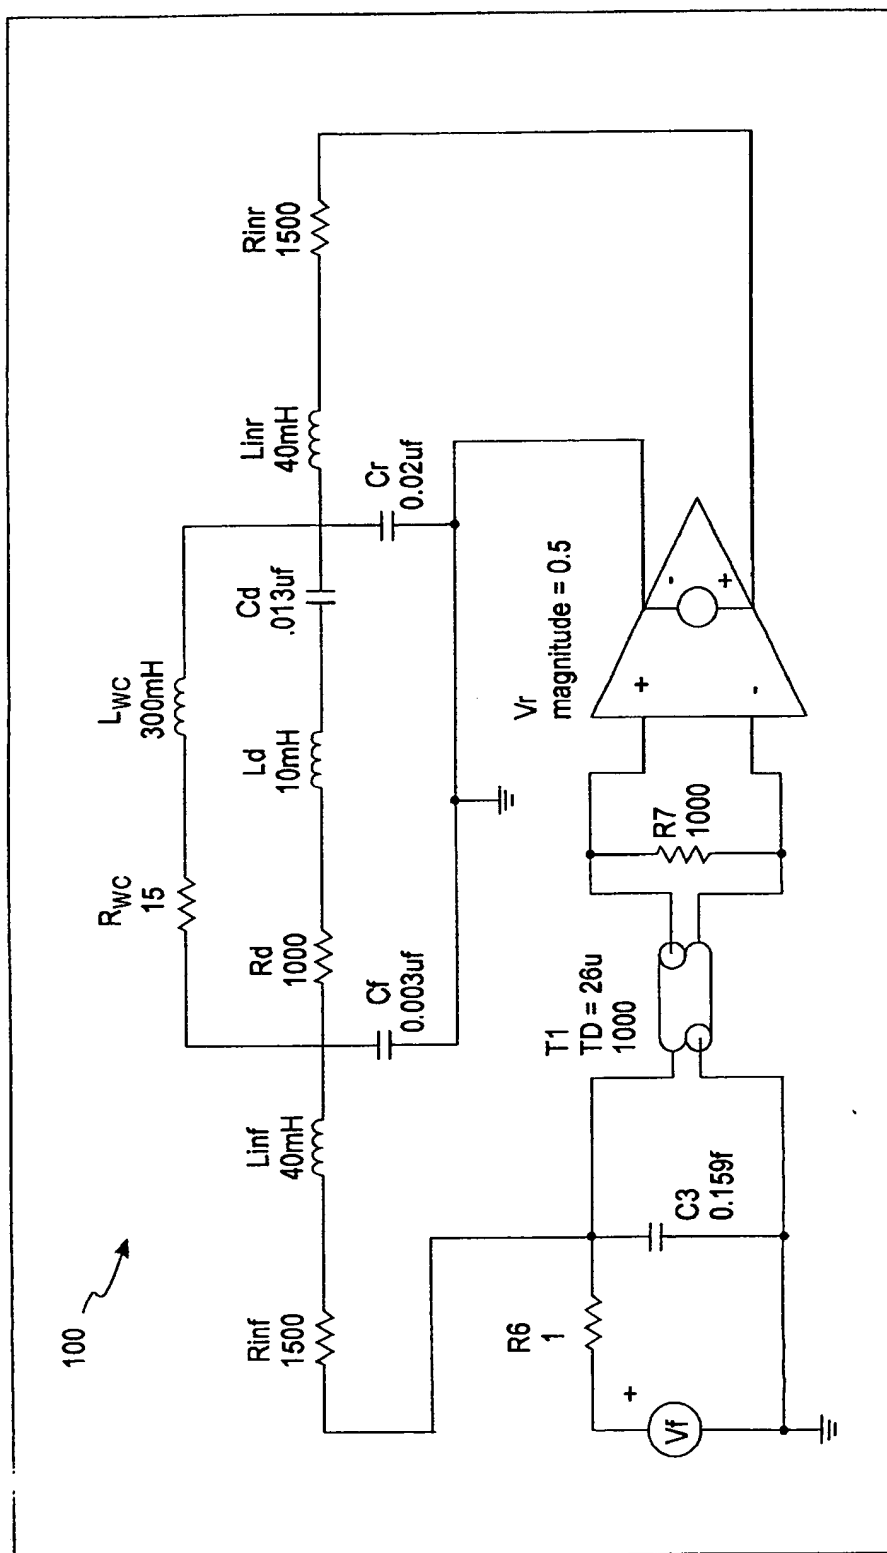 100
R_WC
15
L_WC
300mH
Rinf
1500
Linf
40mH
Rd
1000
Ld
10mH
Cd
.013uf
Linr
40mH
Rinr
1500
Cf
0.003uf
Cr
0.02uf
R6
1
+
Vf
C3
0.159f
T1
TD = 26u
1000
R7
1000
Vr
magnitude = 0.5
+
-
-
+